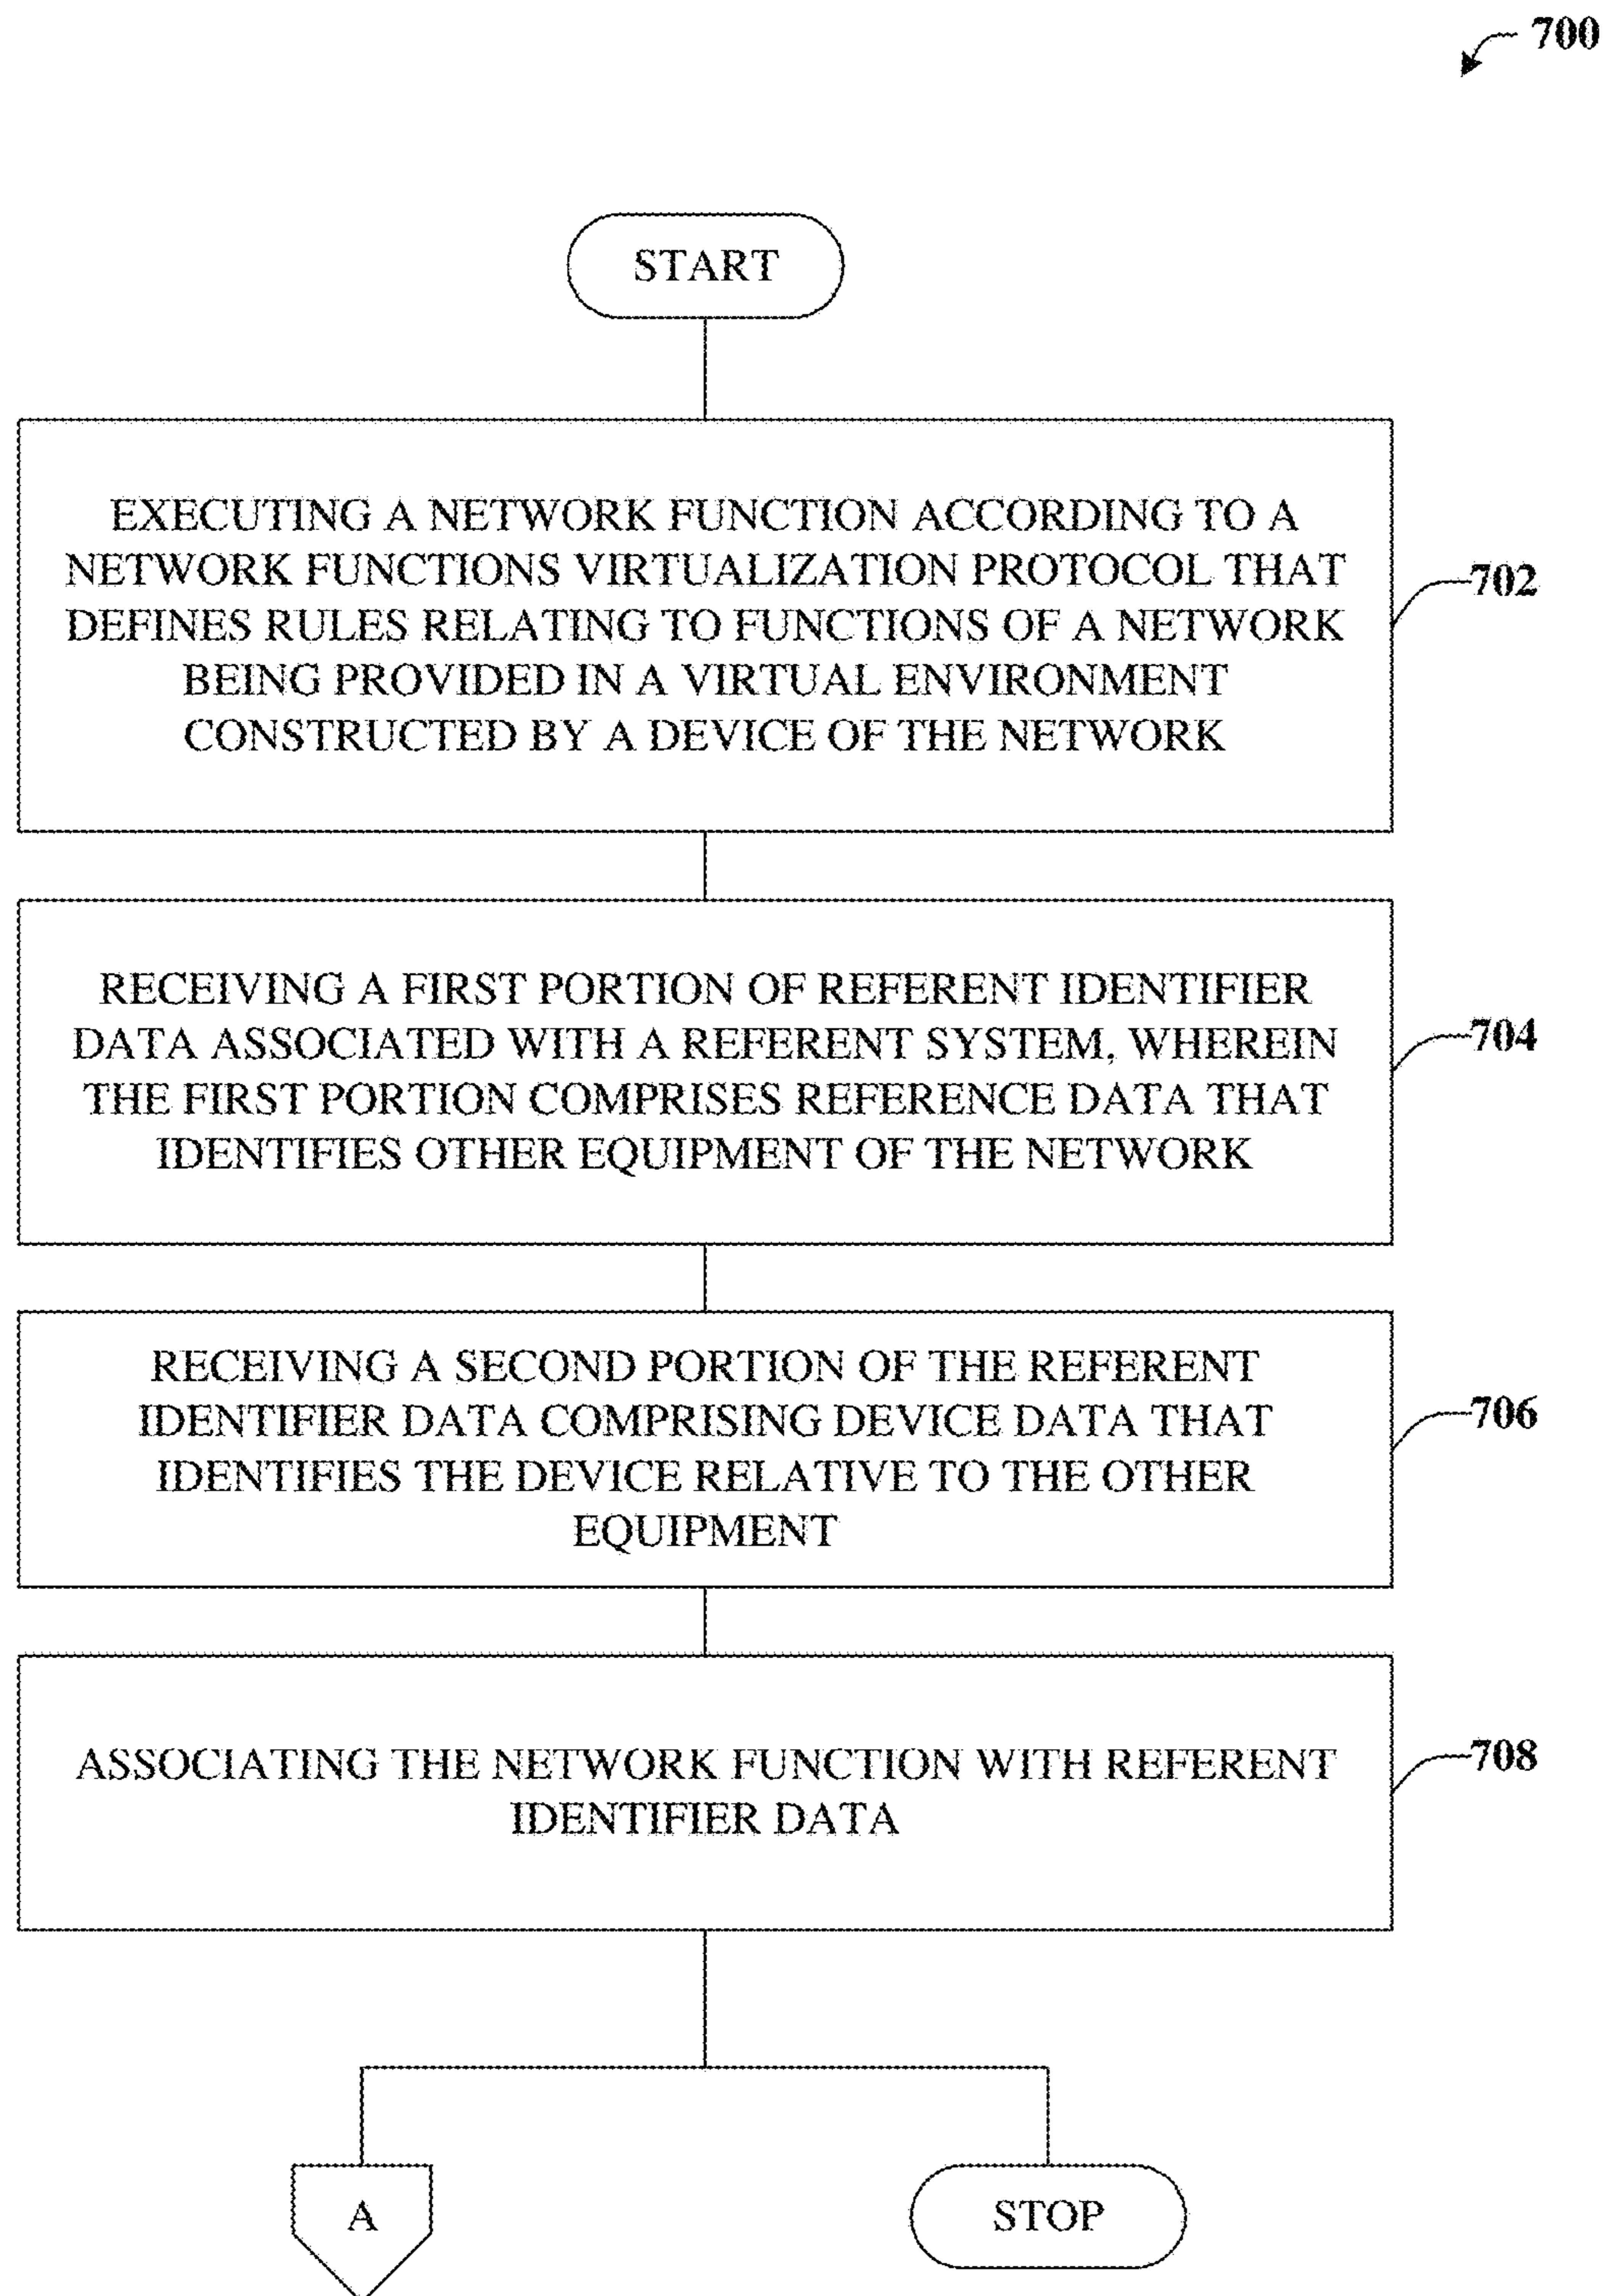 700
START
EXECUTING A NETWORK FUNCTION ACCORDING TO A
NETWORK FUNCTIONS VIRTUALIZATION PROTOCOL THAT
DEFINES RULES RELATING TO FUNCTIONS OF A NETWORK
BEING PROVIDED IN A VIRTUAL ENVIRONMENT
CONSTRUCTED BY A DEVICE OF THE NETWORK
702
RECEIVING A FIRST PORTION OF REFERENT IDENTIFIER
DATA ASSOCIATED WITH A REFERENT SYSTEM, WHEREIN
THE FIRST PORTION COMPRISES REFERENCE DATA THAT
IDENTIFIES OTHER EQUIPMENT OF THE NETWORK
704
RECEIVING A SECOND PORTION OF THE REFERENT
IDENTIFIER DATA COMPRISING DEVICE DATA THAT
IDENTIFIES THE DEVICE RELATIVE TO THE OTHER
EQUIPMENT
706
ASSOCIATING THE NETWORK FUNCTION WITH REFERENT
IDENTIFIER DATA
708
A
STOP